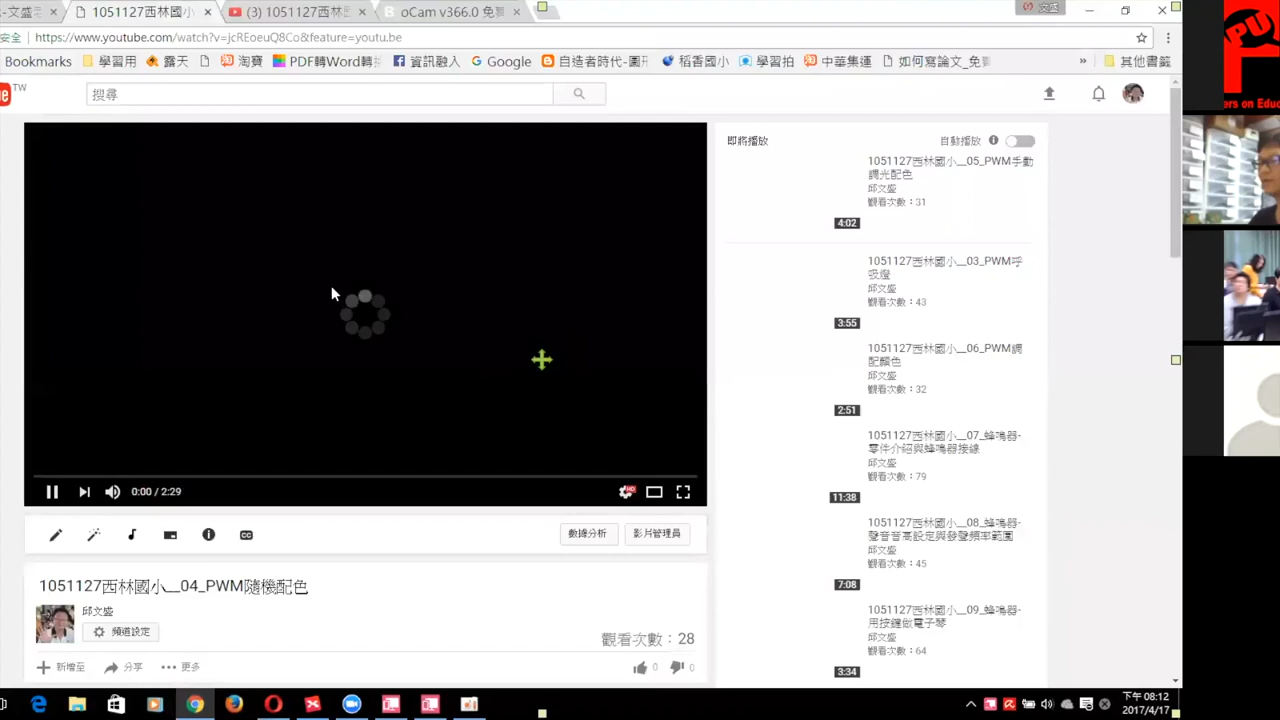 -文盛
1051127西林國小
(3) 1051127西林
oCam v366.0 免
文盛
安全
https://www.youtube.com/watch?v=jcREoeuQ8Co&feature=youtu.be
Bookmarks
學習用
露天
淘寶
PDF轉Word轉
資訊融入
Google
自造者時代-圖
稻香國小
學習拍
中華集運
如何寫論文_免
»
其他書籤
TW
搜尋
即將播放
自動播放
1051127西林國小__05_PWM手動
調光配色
邱文盛
觀看次數：31
4:02
1051127西林國小__03_PWM呼
吸燈
邱文盛
觀看次數：43
3:55
1051127西林國小__06_PWM調
配顏色
邱文盛
觀看次數：32
2:51
1051127西林國小__07_蜂鳴器-
零件介紹與蜂鳴器接線
邱文盛
觀看次數：79
11:38
1051127西林國小__08_蜂鳴器-
聲音音高設定與發聲頻率範圍
邱文盛
觀看次數：45
7:08
1051127西林國小__09_蜂鳴器-
用按鍵做電子琴
邱文盛
觀看次數：64
3:34
0:00 / 2:29
HD
數據分析
影片管理員
1051127西林國小__04_PWM隨機配色
邱文盛
頻道設定
觀看次數：28
新增至
分享
更多
0
0
下午 08:12
2017/4/17
PU
ers on Educ